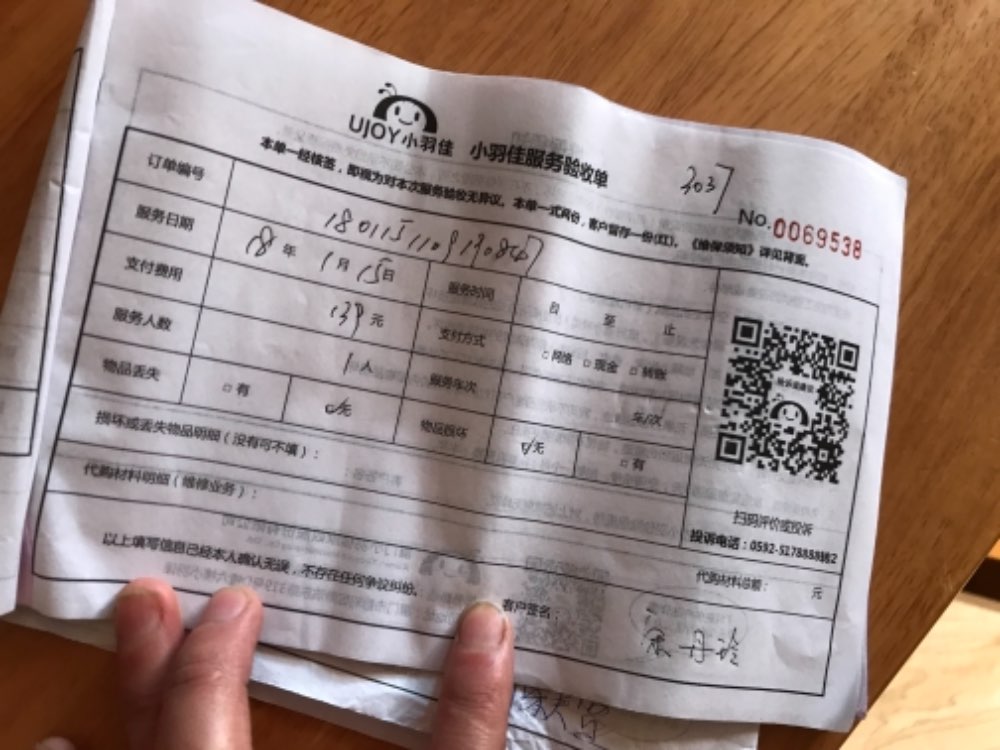 UJOY小羽佳 小羽佳服务验收单
3037
本单一经核签，即视为对本次服务验收无异议。本单一式两份，客户留存一份(红)。《维保须知》详见背面。
No.0069538
订单编号
服务日期 18年 1月 15日 服务时间 自 至 止
支付费用 139元 支付方式 □网络 □现金 □转账
服务人数 1人 服务车次 车/次
物品丢失 □有 □无 物品损坏 □无 □有
损坏或丢失物品明细（没有可不填）：
代购材料明细（维修业务）：
扫码评价或投诉
投诉电话：0592-5178888转2
代购材料总额： 元
以上填写信息已经本人确认无误，不存在任何争议纠纷。 客户签名：